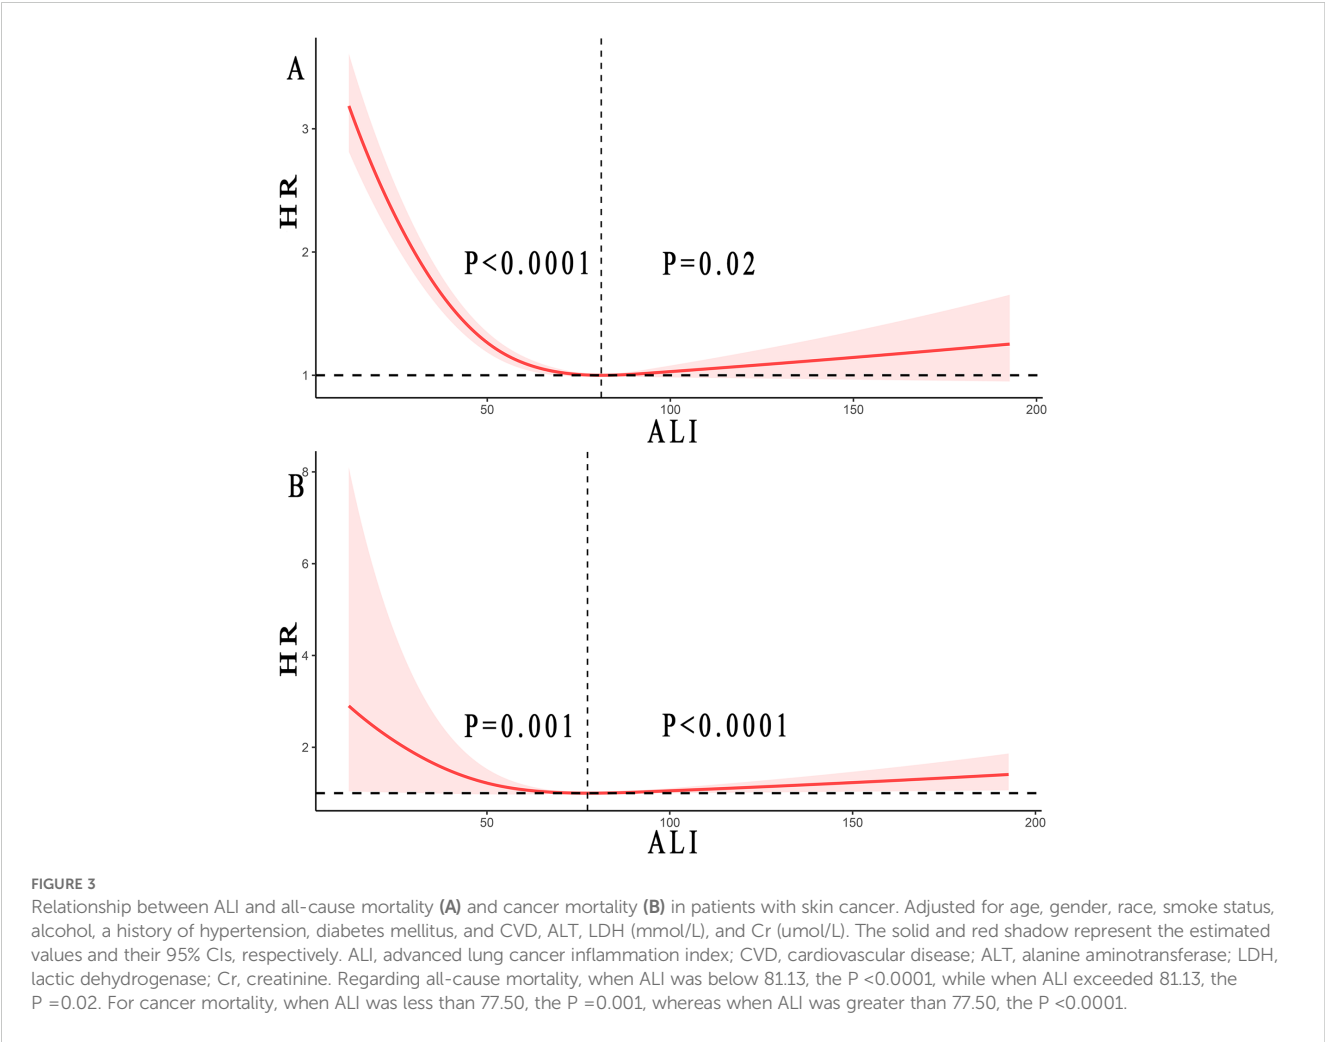 A
HR
3
2
1
P<0.0001
P=0.02
50
100
150
200
ALI
B
HR
8
6
4
2
P=0.001
P<0.0001
50
100
150
200
ALI
FIGURE 3
Relationship between ALI and all-cause mortality (A) and cancer mortality (B) in patients with skin cancer. Adjusted for age, gender, race, smoke status,
alcohol, a history of hypertension, diabetes mellitus, and CVD, ALT, LDH (mmol/L), and Cr (umol/L). The solid and red shadow represent the estimated
values and their 95% CIs, respectively. ALI, advanced lung cancer inflammation index; CVD, cardiovascular disease; ALT, alanine aminotransferase; LDH,
lactic dehydrogenase; Cr, creatinine. Regarding all-cause mortality, when ALI was below 81.13, the P <0.0001, while when ALI exceeded 81.13, the
P =0.02. For cancer mortality, when ALI was less than 77.50, the P =0.001, whereas when ALI was greater than 77.50, the P <0.0001.